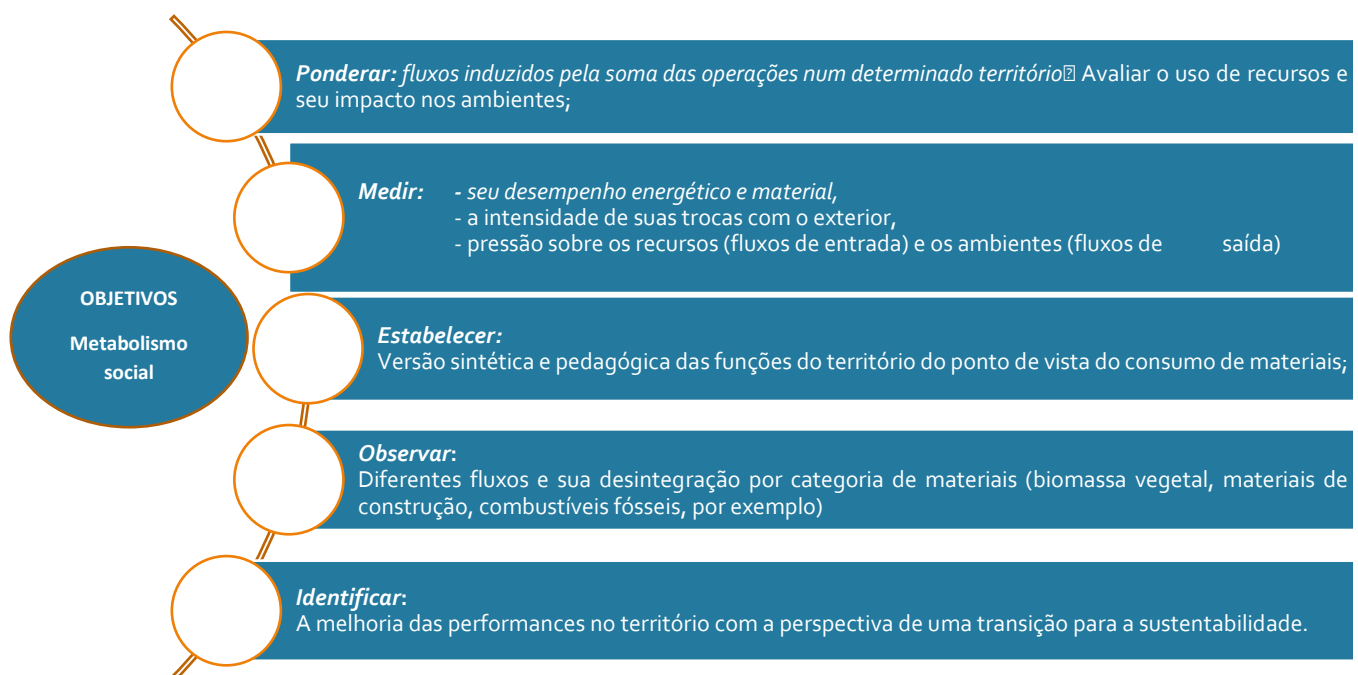 Ponderar: fluxos induzidos pela soma das operações num determinado território⍰ Avaliar o uso de recursos e
seu impacto nos ambientes;
Medir: - seu desempenho energético e material,
- a intensidade de suas trocas com o exterior,
- pressão sobre os recursos (fluxos de entrada) e os ambientes (fluxos de saída)
OBJETIVOS
Metabolismo
social
Estabelecer:
Versão sintética e pedagógica das funções do território do ponto de vista do consumo de materiais;
Observar:
Diferentes fluxos e sua desintegração por categoria de materiais (biomassa vegetal, materiais de
construção, combustíveis fósseis, por exemplo)
Identificar:
A melhoria das performances no território com a perspectiva de uma transição para a sustentabilidade.